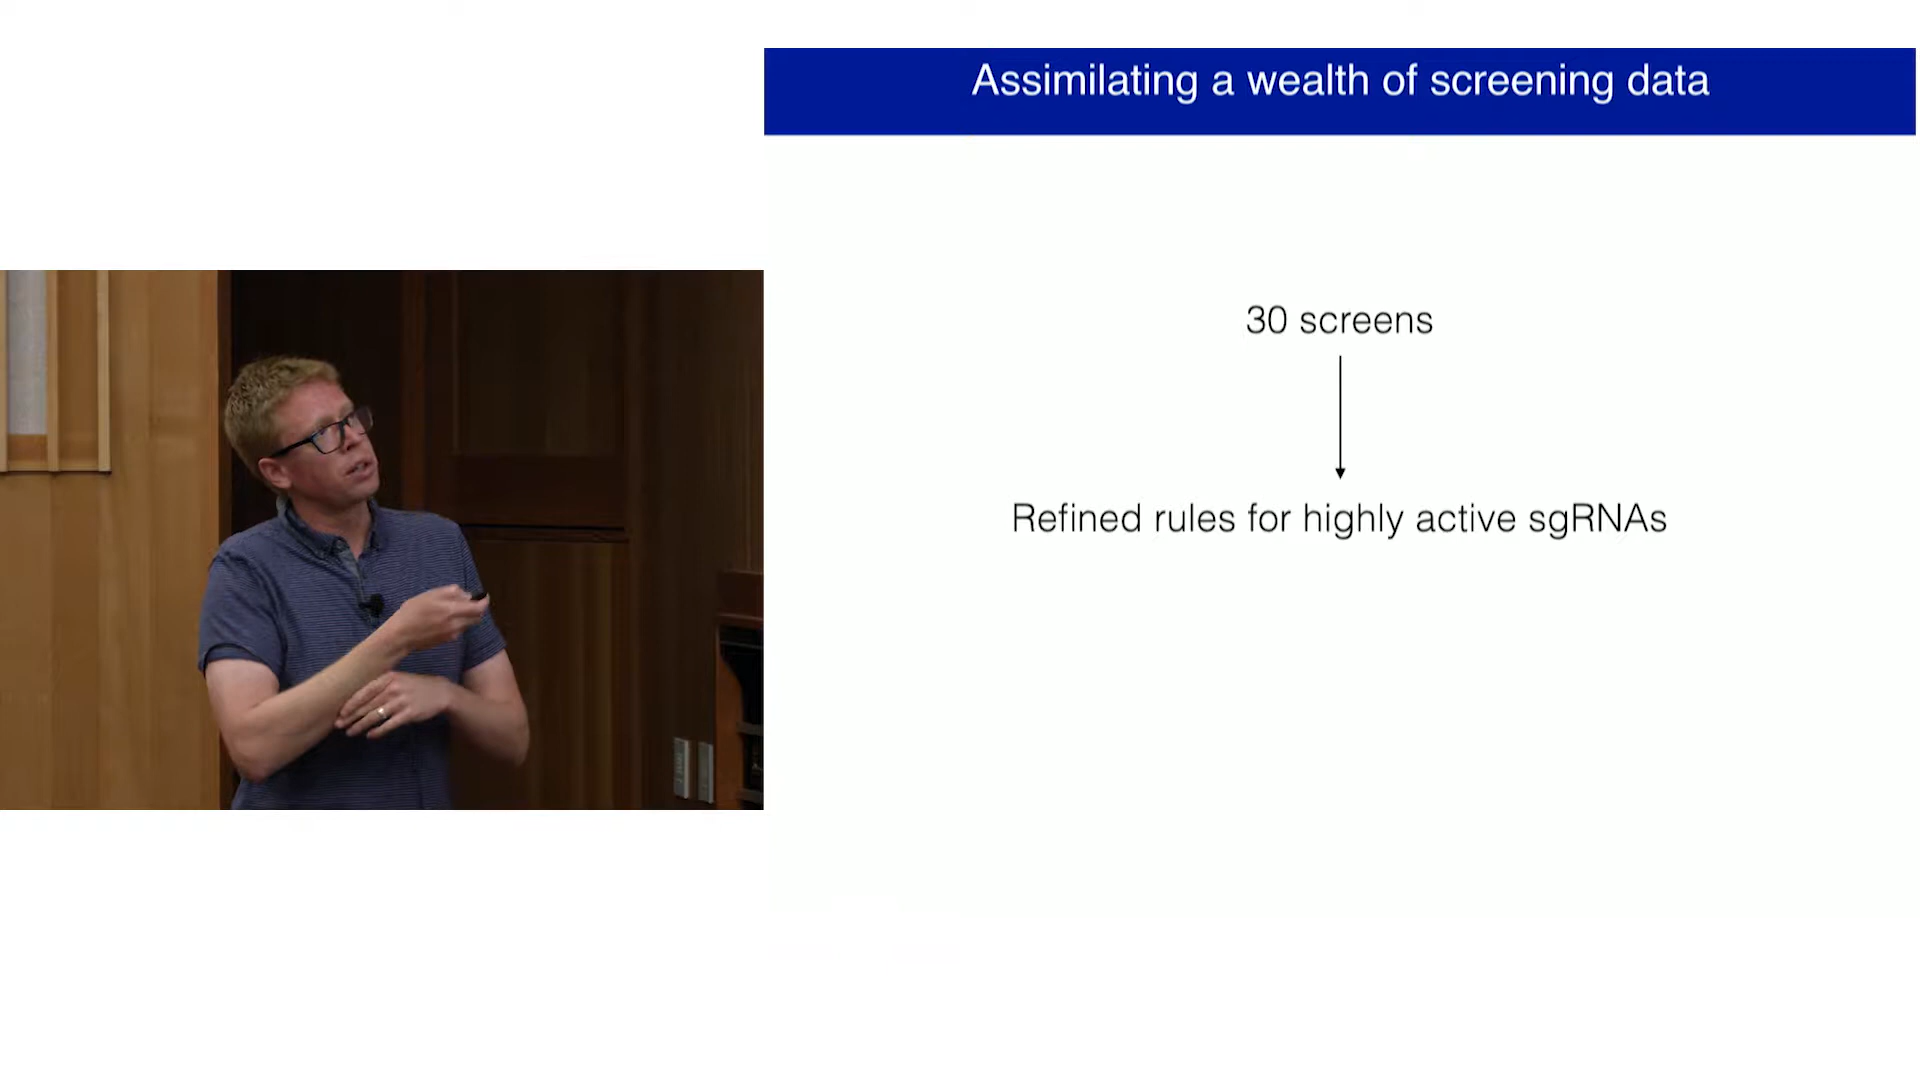 Assimilating a wealth of screening data
30 screens
Refined rules for highly active sgRNAs